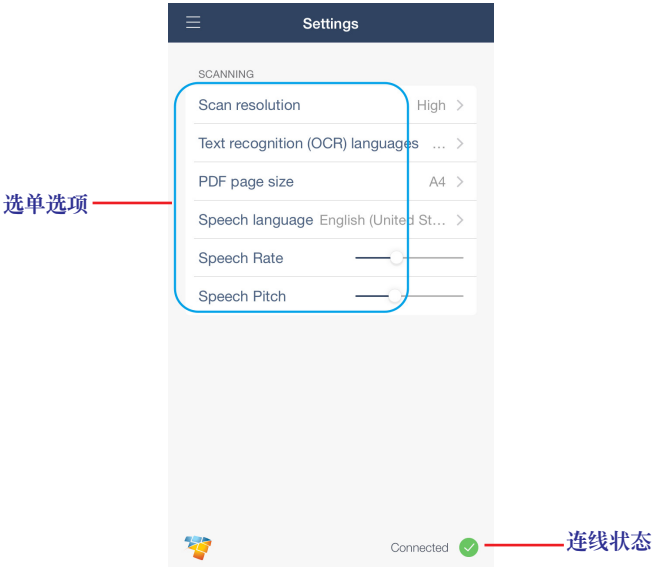 Settings
SCANNING
Scan resolution High
Text recognition (OCR) languages ...
PDF page size A4
选单选项
Speech language English (United St...
Speech Rate
Speech Pitch
Connected
连线状态